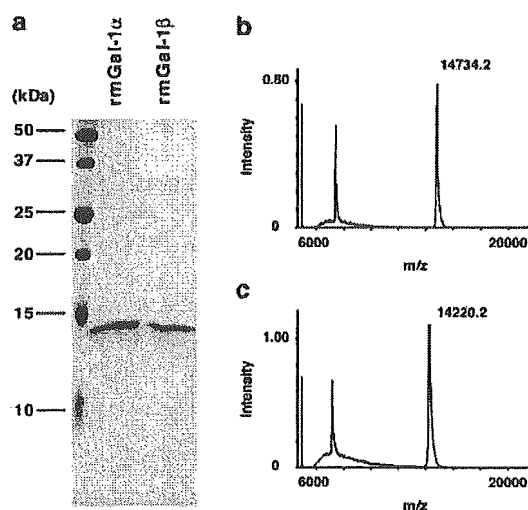 a
rmGal-1α
rmGal-1β
(kDa)
50
37
25
20
15
10
b
14734.2
0.80
Intensity
0
6000
20000
m/z
c
14220.2
1.00
Intensity
0
6000
20000
m/z